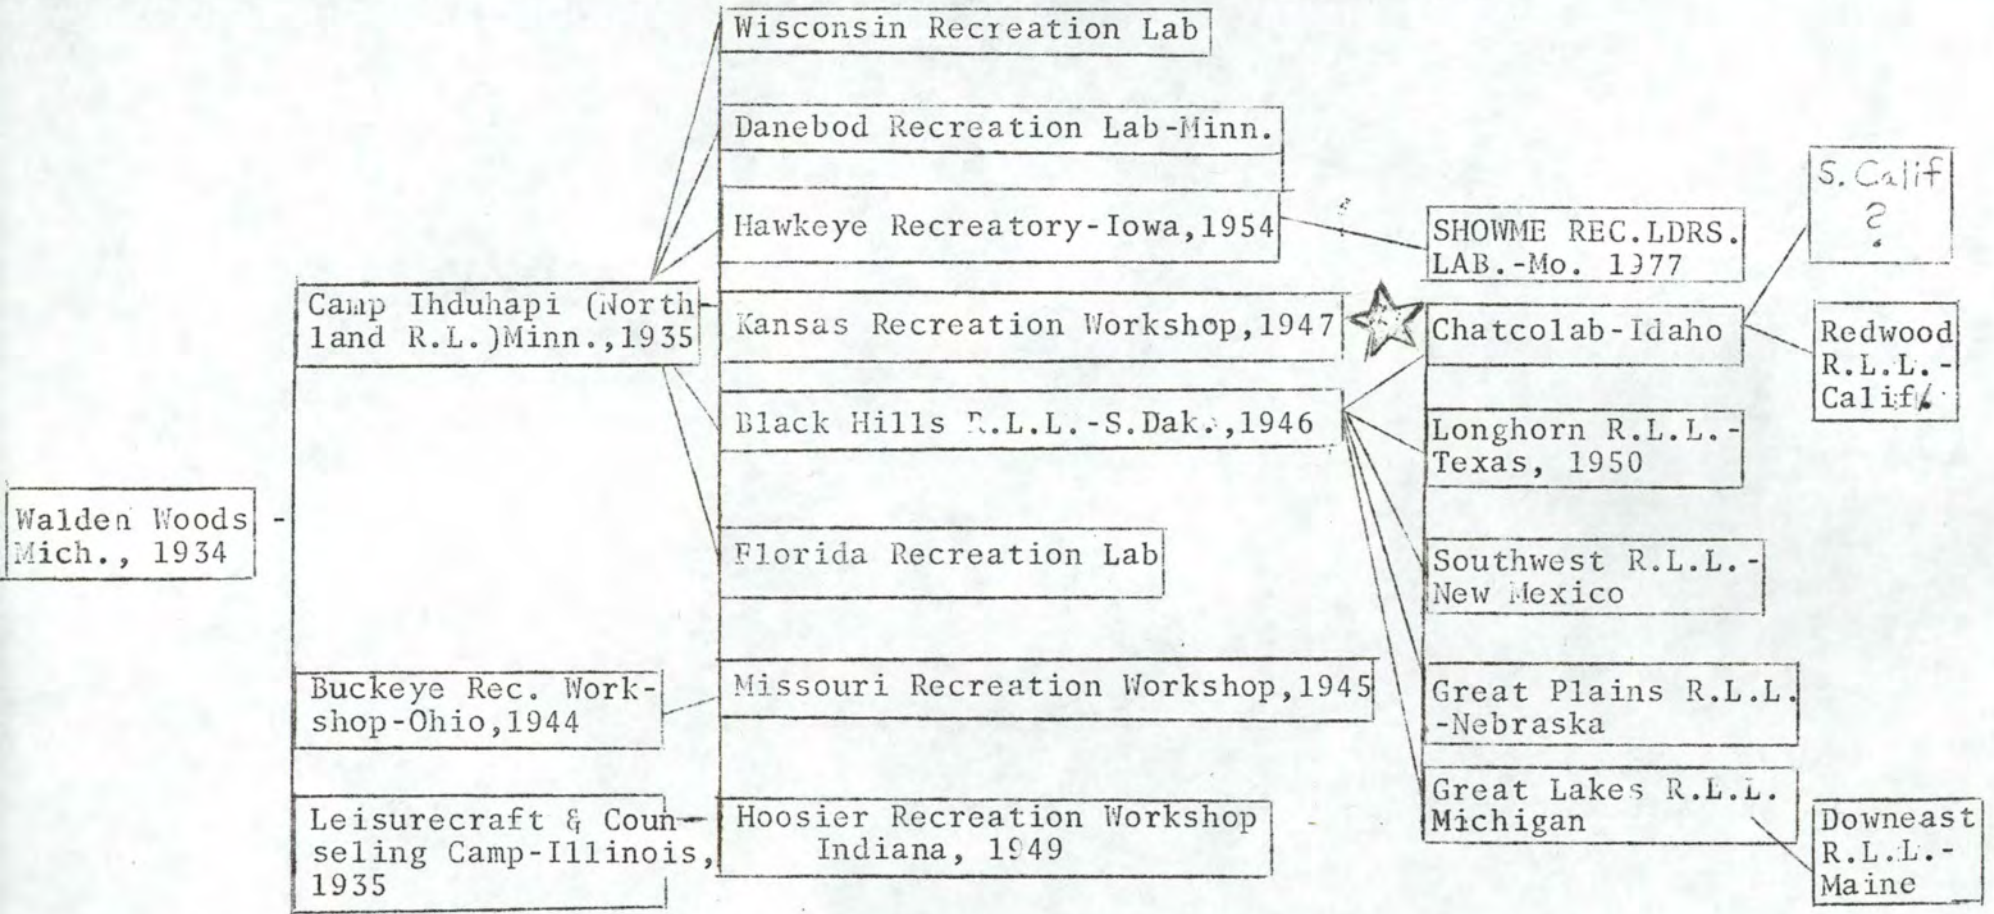 Walden Woods
Mich., 1934
Camp Ihduhapi (North
land R.L.)Minn.,1935
Buckeye Rec. Work-
shop-Ohio,1944
Leisurecraft & Coun-
seling Camp-Illinois,
1935
Wisconsin Recreation Lab
Danebod Recreation Lab-Minn.
Hawkeye Recreatory-Iowa,1954
Kansas Recreation Workshop,1947
Black Hills R.L.L.-S.Dak.,1946
Florida Recreation Lab
Missouri Recreation Workshop,1945
Hoosier Recreation Workshop
Indiana, 1949
SHOWME REC.LDRS.
LAB.-Mo. 1977
Chatcolab-Idaho
Longhorn R.L.L.-
Texas, 1950
Southwest R.L.L.-
New Mexico
Great Plains R.L.L.
-Nebraska
Great Lakes R.L.L.
Michigan
S. Calif
?
Redwood
R.L.L.-
Calif.
Downeast
R.L.L.-
Maine